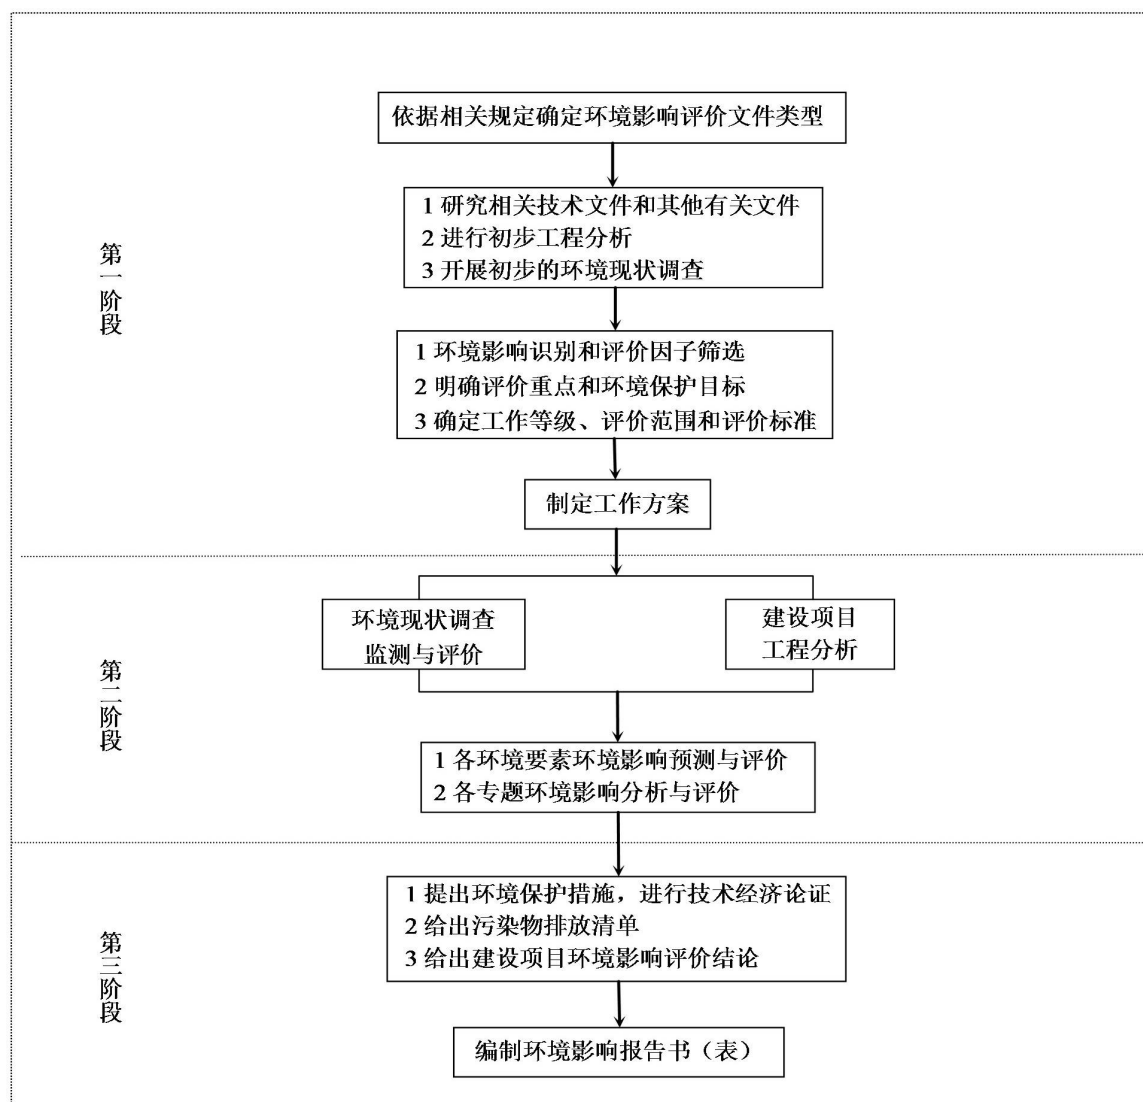 依据相关规定确定环境影响评价文件类型
1 研究相关技术文件和其他有关文件
2 进行初步工程分析
3 开展初步的环境现状调查
第一阶段
1 环境影响识别和评价因子筛选
2 明确评价重点和环境保护目标
3 确定工作等级、评价范围和评价标准
制定工作方案
环境现状调查
监测与评价
建设项目
工程分析
第二阶段
1 各环境要素环境影响预测与评价
2 各专题环境影响分析与评价
1 提出环境保护措施，进行技术经济论证
2 给出污染物排放清单
3 给出建设项目环境影响评价结论
第三阶段
编制环境影响报告书（表）